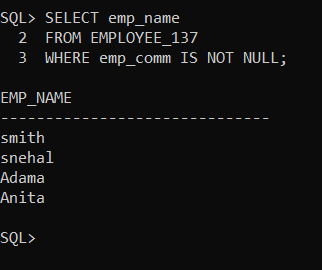 SQL> SELECT emp_name
  2  FROM EMPLOYEE_137
  3  WHERE emp_comm IS NOT NULL;
EMP_NAME
------------------------------
smith
snehal
Adama
Anita
SQL>